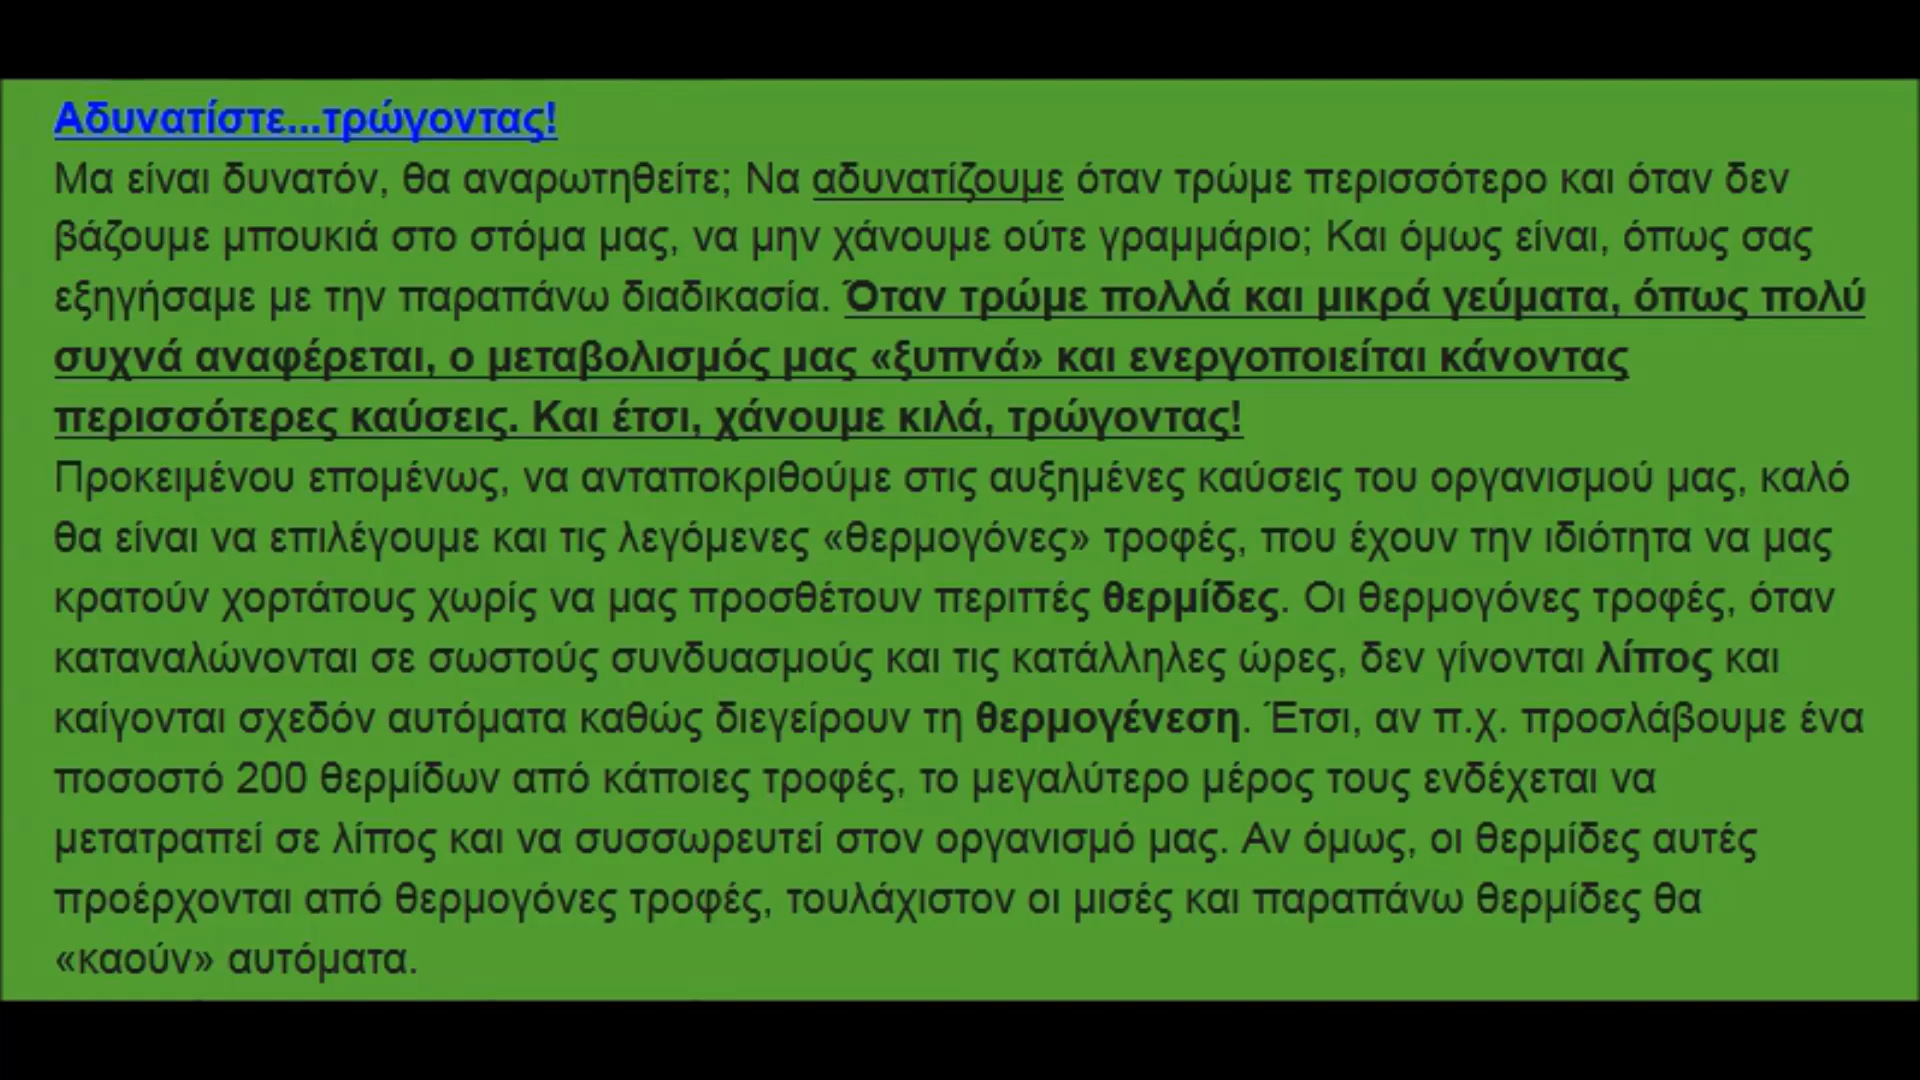 Αδυνατίστε...τρώγοντας!
Μα είναι δυνατόν, θα αναρωτηθείτε; Να αδυνατίζουμε όταν τρώμε περισσότερο και όταν δεν
βάζουμε μπουκιά στο στόμα μας, να μην χάνουμε ούτε γραμμάριο; Και όμως είναι, όπως σας
εξηγήσαμε με την παραπάνω διαδικασία. Όταν τρώμε πολλά και μικρά γεύματα, όπως πολύ
συχνά αναφέρεται, ο μεταβολισμός μας «ξυπνά» και ενεργοποιείται κάνοντας
περισσότερες καύσεις. Και έτσι, χάνουμε κιλά, τρώγοντας!
Προκειμένου επομένως, να ανταποκριθούμε στις αυξημένες καύσεις του οργανισμού μας, καλό
θα είναι να επιλέγουμε και τις λεγόμενες «θερμογόνες» τροφές, που έχουν την ιδιότητα να μας
κρατούν χορτάτους χωρίς να μας προσθέτουν περιττές θερμίδες. Οι θερμογόνες τροφές, όταν
καταναλώνονται σε σωστούς συνδυασμούς και τις κατάλληλες ώρες, δεν γίνονται λίπος και
καίγονται σχεδόν αυτόματα καθώς διεγείρουν τη θερμογένεση. Έτσι, αν π.χ. προσλάβουμε ένα
ποσοστό 200 θερμίδων από κάποιες τροφές, το μεγαλύτερο μέρος τους ενδέχεται να
μετατραπεί σε λίπος και να συσσωρευτεί στον οργανισμό μας. Αν όμως, οι θερμίδες αυτές
προέρχονται από θερμογόνες τροφές, τουλάχιστον οι μισές και παραπάνω θερμίδες θα
«καούν» αυτόματα.